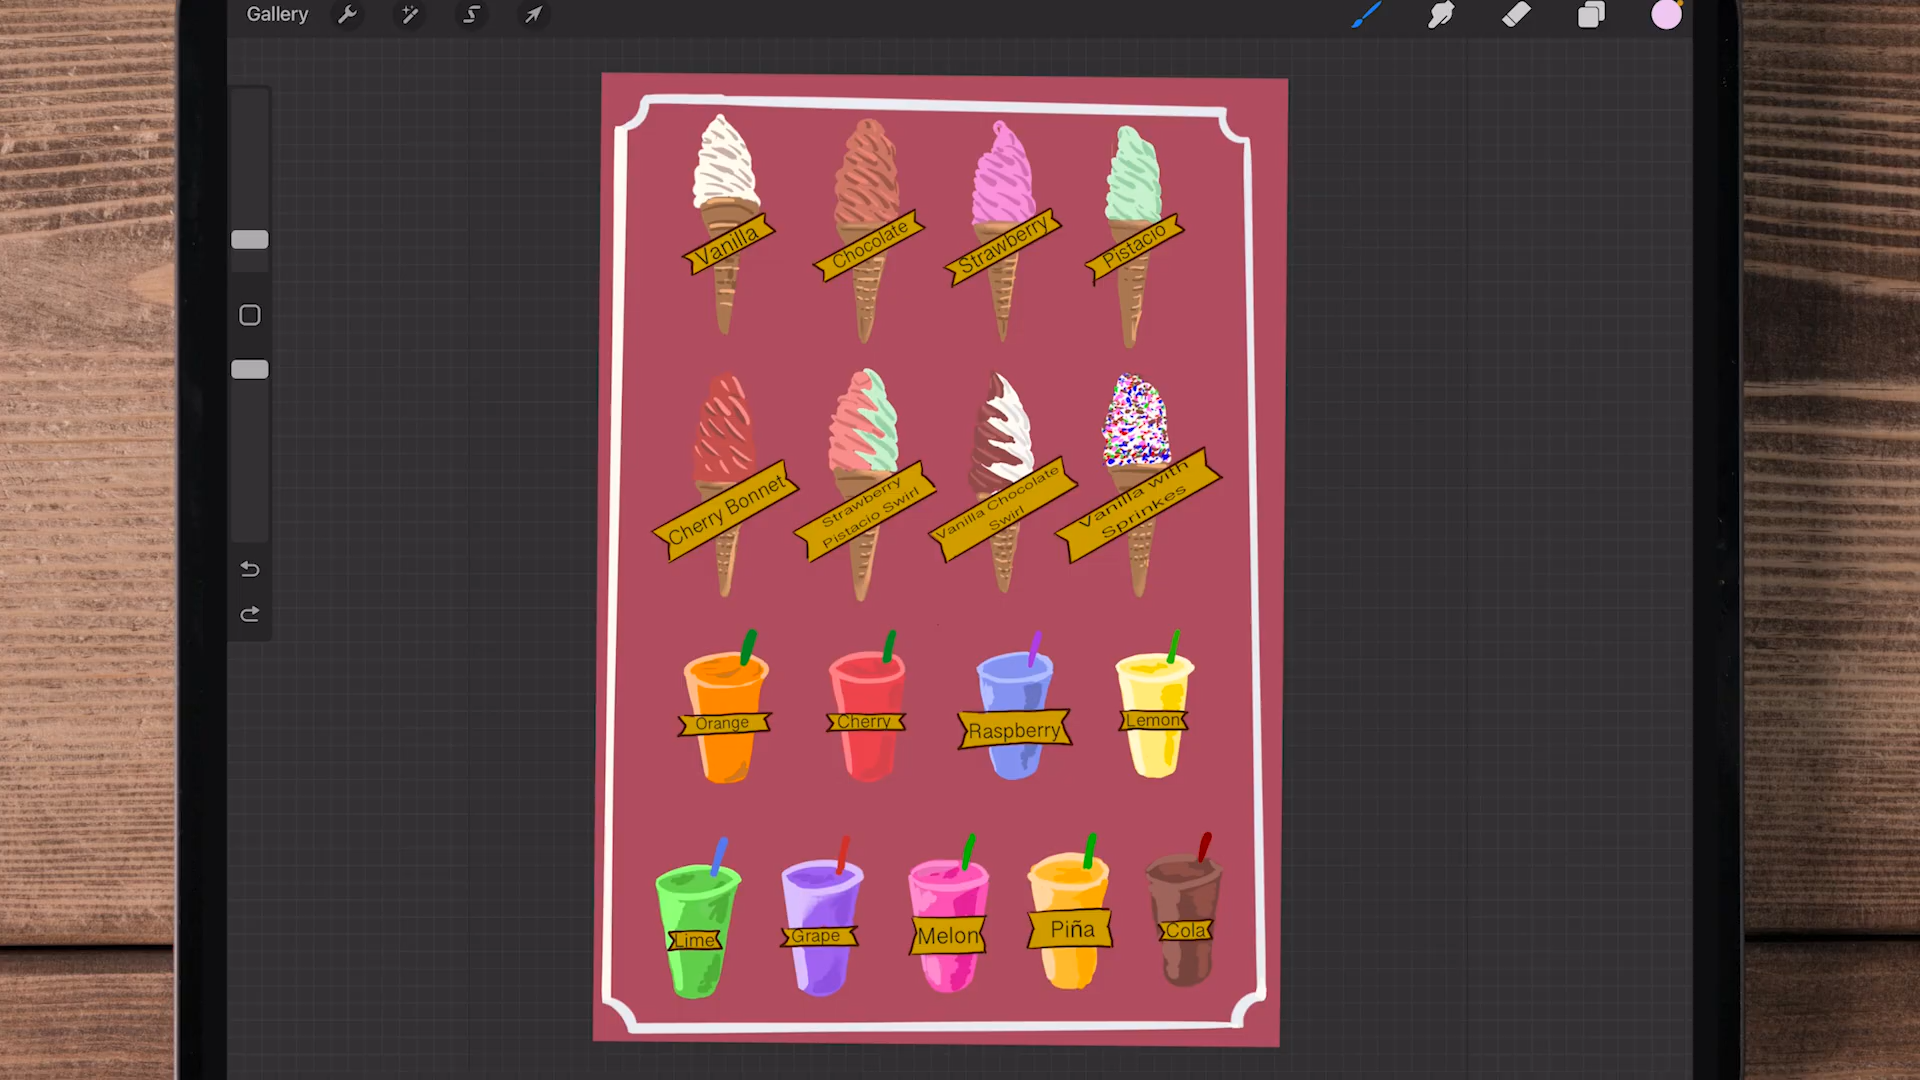 Gallery
Vanilla
Chocolate
Strawberry
Pistacio
Cherry Bonnet
Strawberry
Pistacio Swirl
Vanilla Chocolate
Swirl
Vanilla with
Sprinkes
Orange
Cherry
Raspberry
Lemon
Lime
Grape
Melon
Piña
Cola